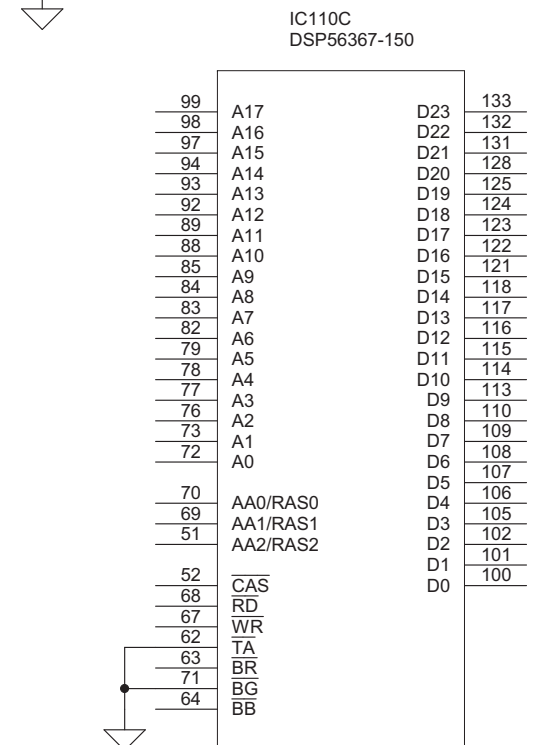 IC110C
DSP56367-150
99 A17 D23 133
98 A16 D22 132
97 A15 D21 131
94 A14 D20 128
93 A13 D19 125
92 A12 D18 124
89 A11 D17 123
88 A10 D16 122
85 A9 D15 121
84 A8 D14 118
83 A7 D13 117
82 A6 D12 116
79 A5 D11 115
78 A4 D10 114
77 A3 D9 113
76 A2 D8 110
73 A1 D7 109
72 A0 D6 108
D5 107
70 AA0/RAS0 D4 106
69 AA1/RAS1 D3 105
51 AA2/RAS2 D2 102
D1 101
52 CAS D0 100
68 RD
67 WR
62 TA
63 BR
71 BG
64 BB